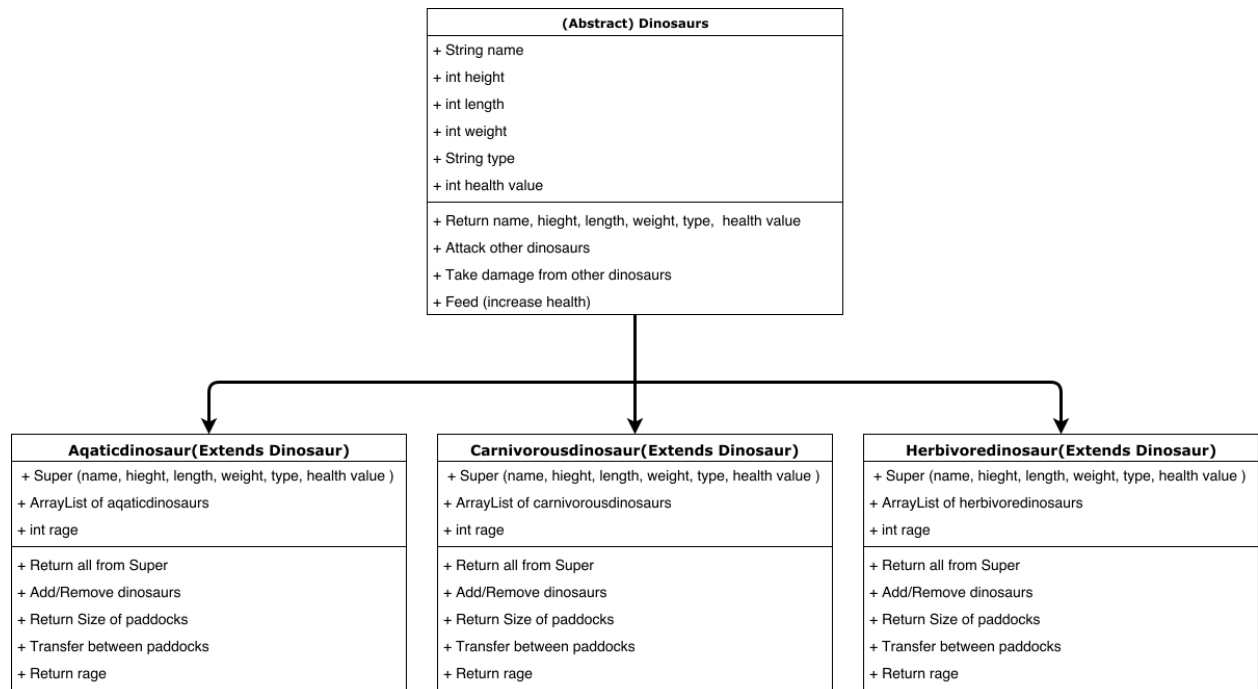 (Abstract) Dinosaurs
+ String name
+ int height
+ int length
+ int weight
+ String type
+ int health value
+ Return name, hieght, length, weight, type, health value
+ Attack other dinosaurs
+ Take damage from other dinosaurs
+ Feed (increase health)
Aqaticdinosaur(Extends Dinosaur)
+ Super (name, hieght, length, weight, type, health value )
+ ArrayList of aqaticdinosaurs
+ int rage
+ Return all from Super
+ Add/Remove dinosaurs
+ Return Size of paddocks
+ Transfer between paddocks
+ Return rage
Carnivorousdinosaur(Extends Dinosaur)
+ Super (name, hieght, length, weight, type, health value )
+ ArrayList of carnivorousdinosaurs
+ int rage
+ Return all from Super
+ Add/Remove dinosaurs
+ Return Size of paddocks
+ Transfer between paddocks
+ Return rage
Herbivoredinosaur(Extends Dinosaur)
+ Super (name, hieght, length, weight, type, health value )
+ ArrayList of herbivoredinosaurs
+ int rage
+ Return all from Super
+ Add/Remove dinosaurs
+ Return Size of paddocks
+ Transfer between paddocks
+ Return rage